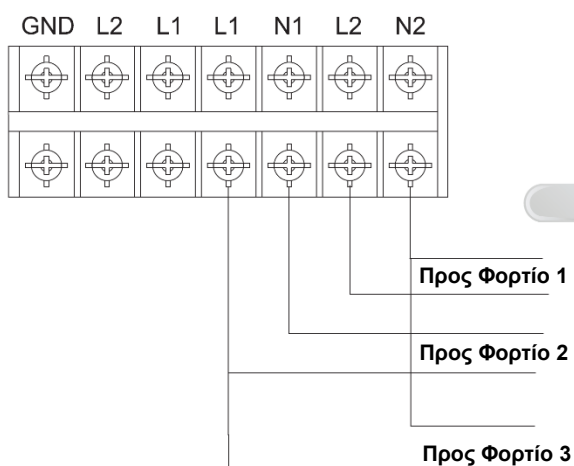 GND L2 L1 L1 N1 L2 N2
Προς Φορτίο 1
Προς Φορτίο 2
Προς Φορτίο 3